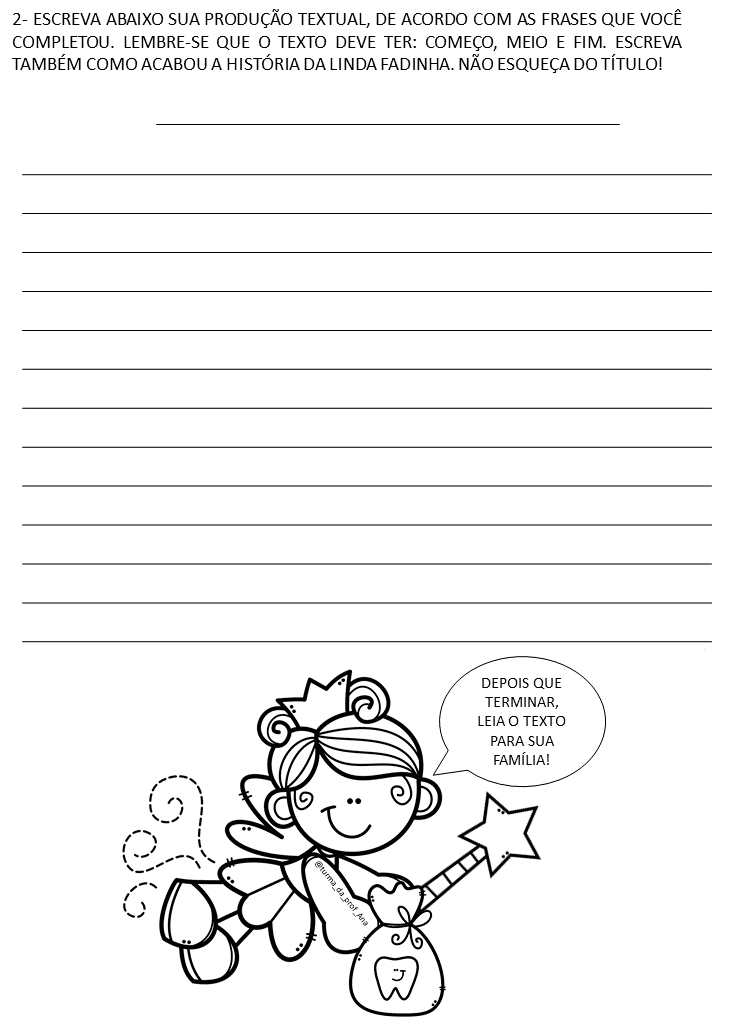 2- ESCREVA ABAIXO SUA PRODUÇÃO TEXTUAL, DE ACORDO COM AS FRASES QUE VOCÊ
COMPLETOU. LEMBRE-SE QUE O TEXTO DEVE TER: COMEÇO, MEIO E FIM. ESCREVA
TAMBÉM COMO ACABOU A HISTÓRIA DA LINDA FADINHA. NÃO ESQUEÇA DO TÍTULO!
DEPOIS QUE
TERMINAR,
LEIA O TEXTO
PARA SUA
FAMÍLIA!
@turma_da_prof_Ana